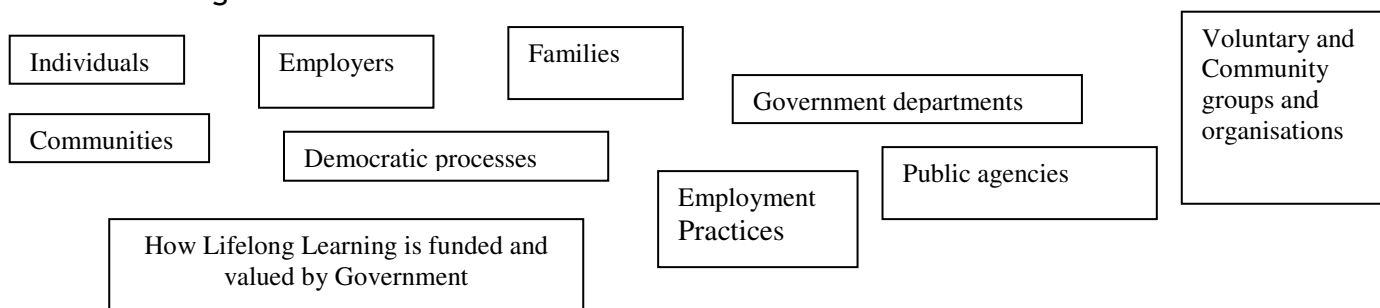 Individuals
Employers
Families
Government departments
Voluntary and
Community
groups and
organisations
Communities
Democratic processes
Employment
Practices
Public agencies
How Lifelong Learning is funded and
valued by Government